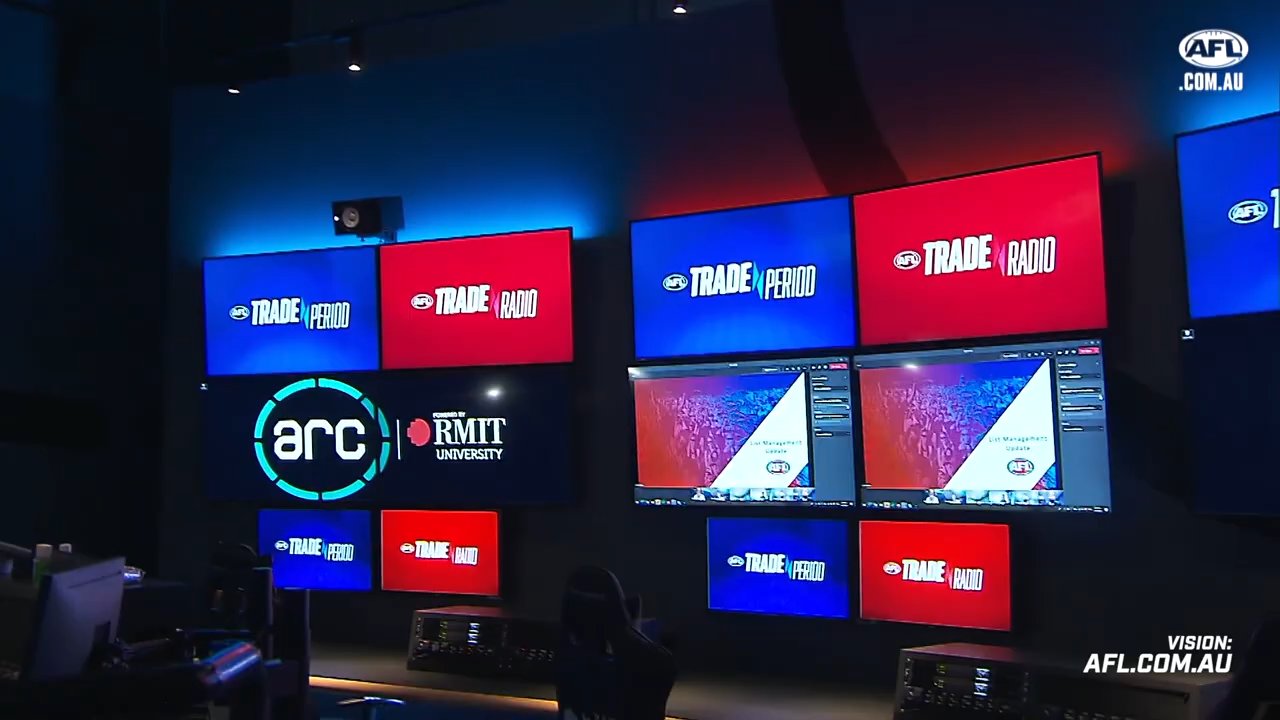 AFL
.COM.AU
AFL TRADE PERIOD
AFL TRADE RADIO
AFL TRADE PERIOD
AFL TRADE RADIO
AFL
arc
POWERED BY
RMIT
UNIVERSITY
List Management
Update
AFL
List Management
Update
AFL
AFL TRADE PERIOD
AFL TRADE RADIO
AFL TRADE PERIOD
AFL TRADE RADIO
VISION:
AFL.COM.AU